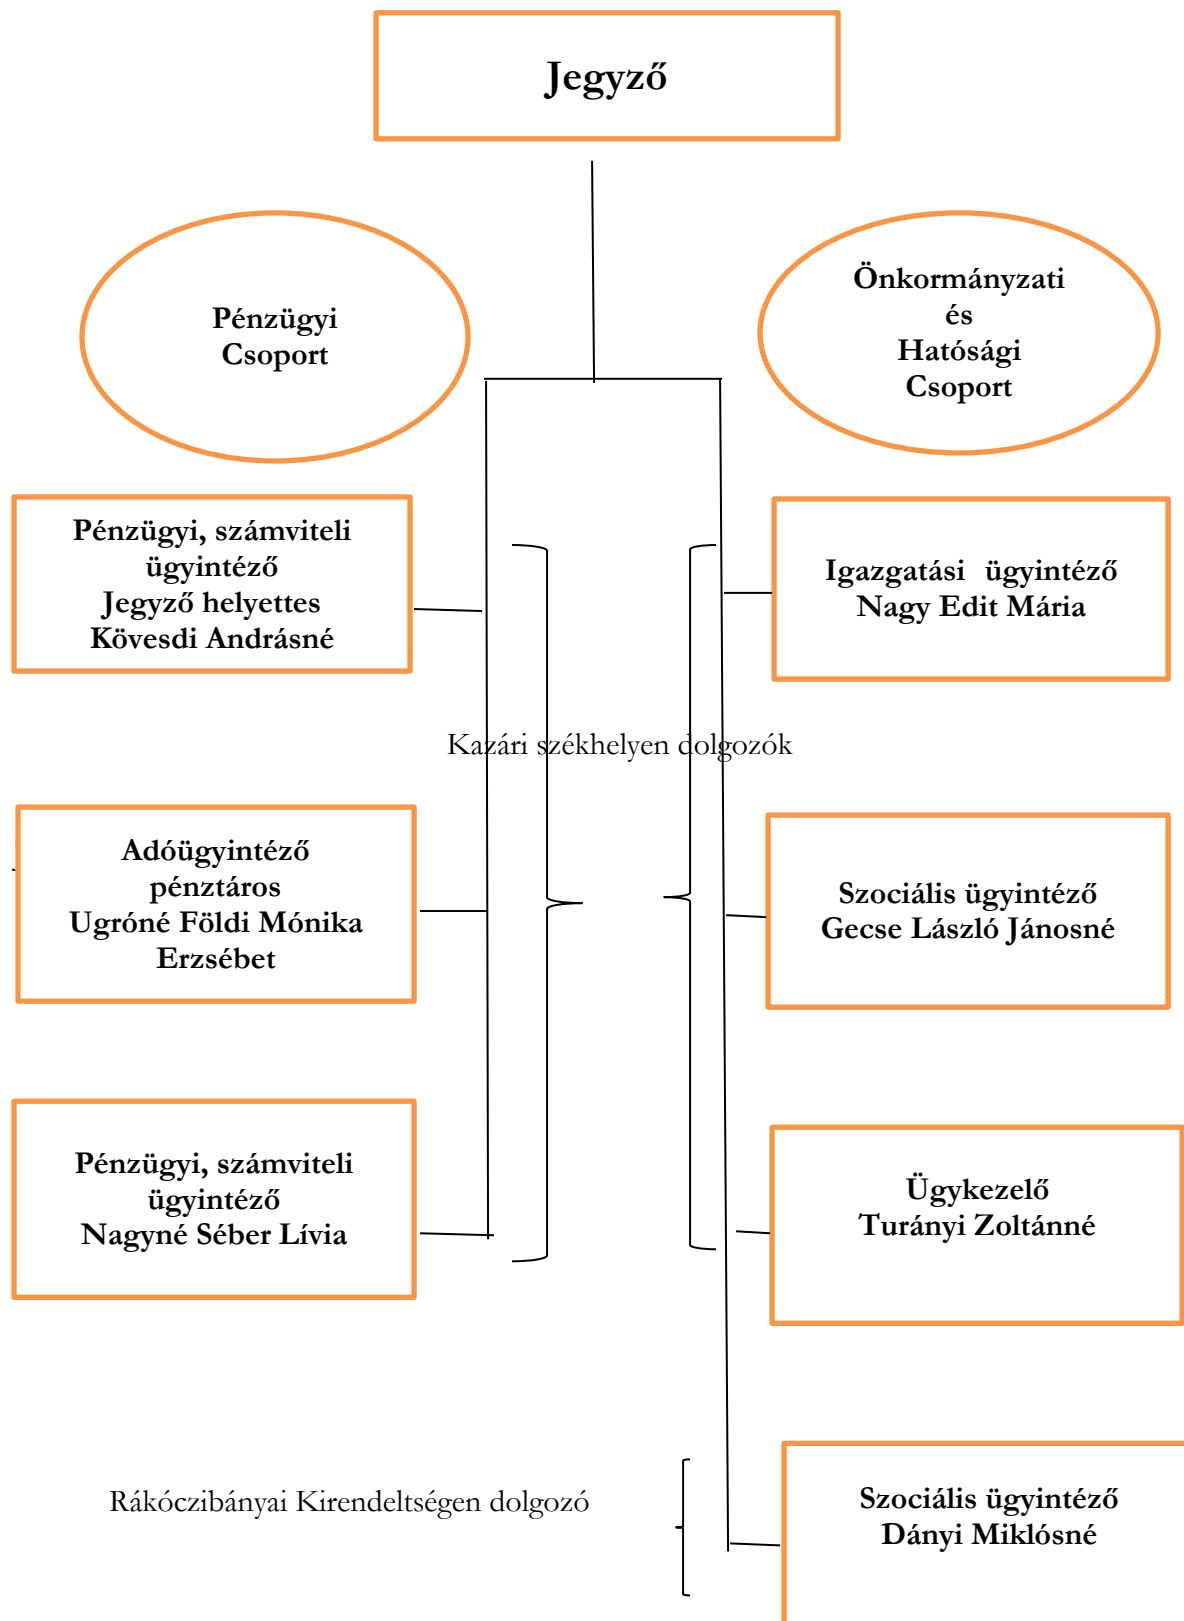 Jegyző
Pénzügyi
Csoport
Önkormányzati
és
Hatósági
Csoport
Pénzügyi, számviteli
ügyintéző
Jegyző helyettes
Kövesdi Andrásné
Igazgatási ügyintéző
Nagy Edit Mária
Kazári székhelyen dolgozók
Adóügyintéző
pénztáros
Ugróné Földi Mónika
Erzsébet
Szociális ügyintéző
Gecse László Jánosné
Pénzügyi, számviteli
ügyintéző
Nagyné Séber Lívia
Ügykezelő
Turányi Zoltánné
Rákóczibányai Kirendeltségen dolgozó
Szociális ügyintéző
Dányi Miklósné